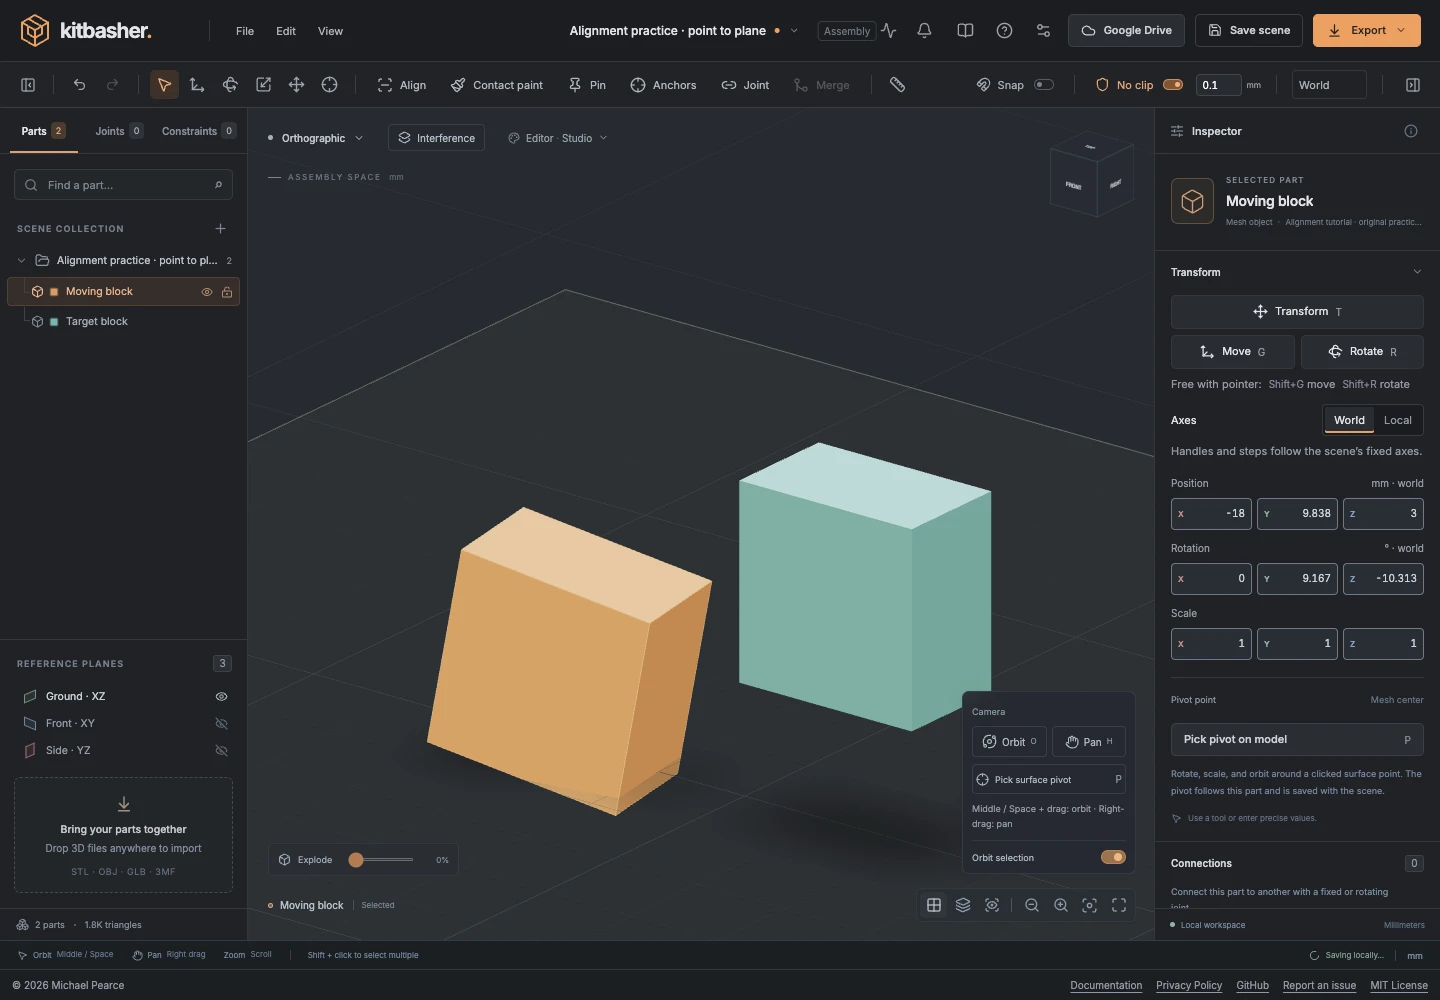 kitbasher.
File Edit View
Alignment practice · point to plane
Assembly
Google Drive
Save scene
Export
Align
Contact paint
Pin
Anchors
Joint
Merge
Snap
No clip
0.1 mm
World
Parts 2
Joints 0
Constraints 0
Find a part...
SCENE COLLECTION
Alignment practice · point to pl... 2
Moving block
Target block
REFERENCE PLANES 3
Ground · XZ
Front · XY
Side · YZ
Bring your parts together
Drop 3D files anywhere to import
STL · OBJ · GLB · 3MF
2 parts · 1.8K triangles
Orthographic
Interference
Editor · Studio
ASSEMBLY SPACE mm
FRONT
RIGHT
Camera
Orbit O
Pan H
Pick surface pivot P
Middle / Space + drag: orbit · Right-
drag: pan
Orbit selection
Explode 0%
Moving block Selected
Inspector
SELECTED PART
Moving block
Mesh object · Alignment tutorial · original practic...
Transform
Transform T
Move G
Rotate R
Free with pointer: Shift+G move Shift+R rotate
Axes
World Local
Handles and steps follow the scene's fixed axes.
Position mm · world
X -18 Y 9.838 Z 3
Rotation ° · world
X 0 Y 9.167 Z -10.313
Scale
X 1 Y 1 Z 1
Pivot point Mesh center
Pick pivot on model P
Rotate, scale, and orbit around a clicked surface point. The
pivot follows this part and is saved with the scene.
Use a tool or enter precise values.
Connections 0
Connect this part to another with a fixed or rotating
joint.
Local workspace Millimeters
Orbit Middle / Space Pan Right drag Zoom Scroll Shift + click to select multiple
Saving locally... mm
© 2026 Michael Pearce
Documentation Privacy Policy GitHub Report an issue MIT License